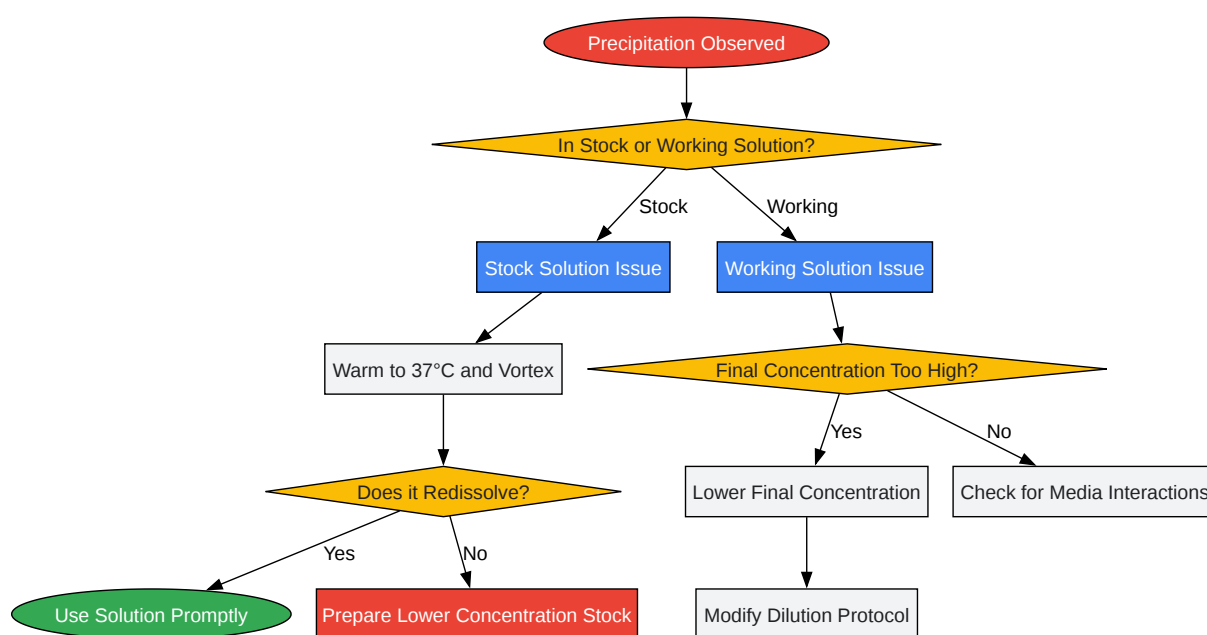 Precipitation Observed
In Stock or Working Solution?
Stock
Working
Stock Solution Issue
Working Solution Issue
Warm to 37°C and Vortex
Final Concentration Too High?
Yes
No
Does it Redissolve?
Lower Final Concentration
Check for Media Interactions
Yes
No
Use Solution Promptly
Prepare Lower Concentration Stock
Modify Dilution Protocol